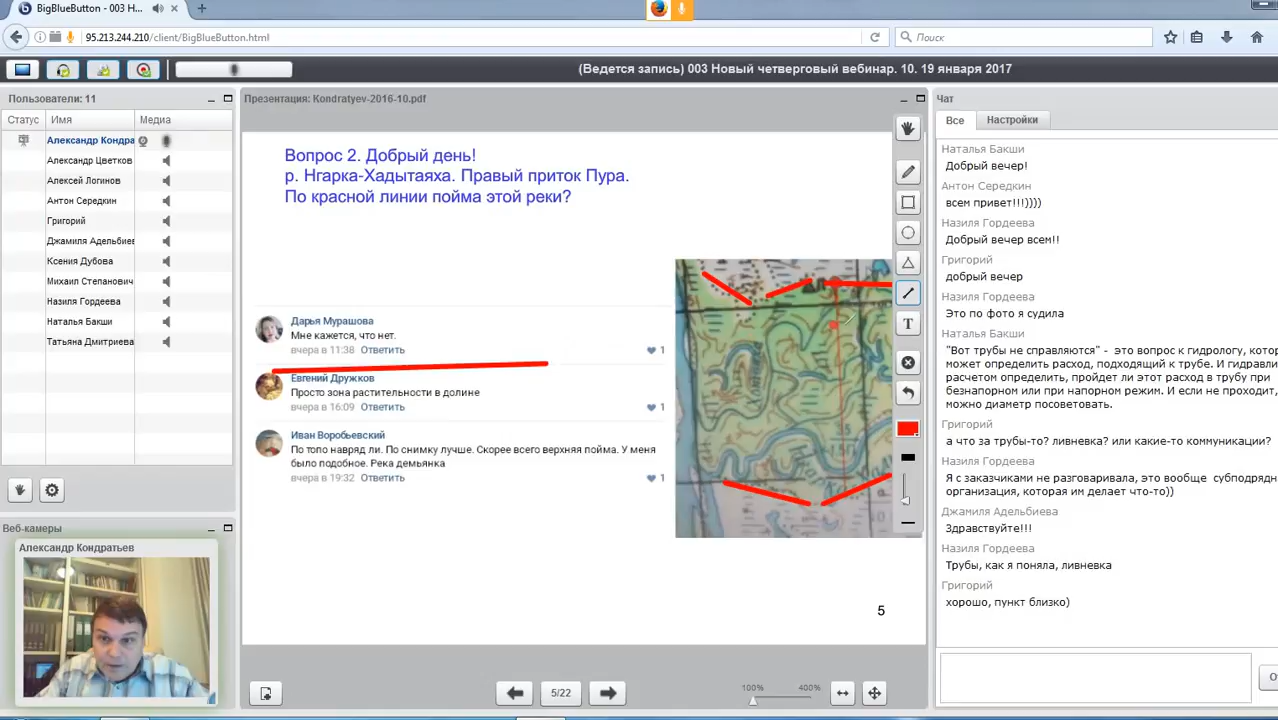 BigBlueButton - 003 H...
95.213.244.210/client/BigBlueButton.html
Поиск
(Ведется запись) 003 Новый четверговый вебинар. 10. 19 января 2017
Пользователи: 11
Статус
Имя
Медиа
Александр Кондра
Александр Цветков
Алексей Логинов
Антон Середкин
Григорий
Джамиля Адельбиев
Ксения Дубова
Михаил Степанович
Назиля Гордеева
Наталья Бакши
Татьяна Дмитриева
Веб-камеры
Александр Кондратьев
Презентация: Kondratyev-2016-10.pdf
Вопрос 2. Добрый день!
р. Нгарка-Хадытаяха. Правый приток Пура.
По красной линии пойма этой реки?
Дарья Мурашова
Мне кажется, что нет.
вчера в 11:38 Ответить
1
Евгений Дружков
Просто зона растительности в долине
вчера в 16:09 Ответить
1
Иван Воробьевский
По топо навряд ли. По снимку лучше. Скорее всего верхняя пойма. У меня
было подобное. Река демьянка
вчера в 19:32 Ответить
1
5
T
5/22
100%
400%
Чат
Все
Настройки
Наталья Бакши
Добрый вечер!
Антон Середкин
всем привет!!!))))
Назиля Гордеева
Добрый вечер всем!!
Григорий
добрый вечер
Назиля Гордеева
Это по фото я судила
Наталья Бакши
"Вот трубы не справляются" - это вопрос к гидрологу, котор
может определить расход, подходящий к трубе. И гидравли
расчетом определить, пройдет ли этот расход в трубу при
безнапорном или при напорном режим. И если не проходит,
можно диаметр посоветовать.
Григорий
а что за трубы-то? ливневка? или какие-то коммуникации?
Назиля Гордеева
Я с заказчиками не разговаривала, это вообще субподрядн
организация, которая им делает что-то))
Джамиля Адельбиева
Здравствуйте!!!
Назиля Гордеева
Трубы, как я поняла, ливневка
Григорий
хорошо, пункт близко)